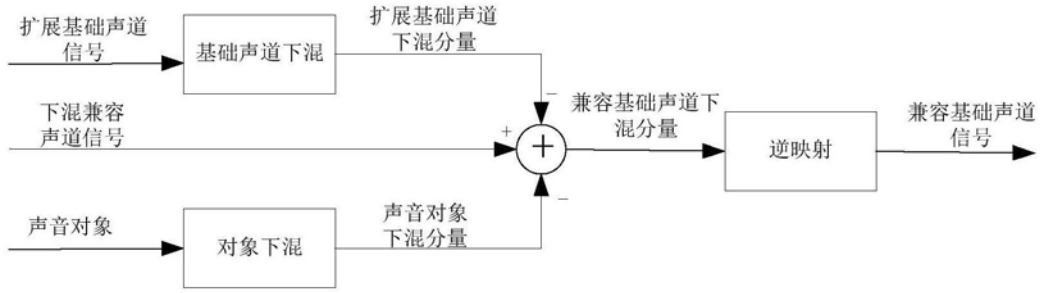 扩展基础声道
信号
基础声道下混
扩展基础声道
下混分量
−
下混兼容
声道信号
+
+
兼容基础声道下
混分量
逆映射
兼容基础声道
信号
−
声音对象
对象下混
声音对象
下混分量